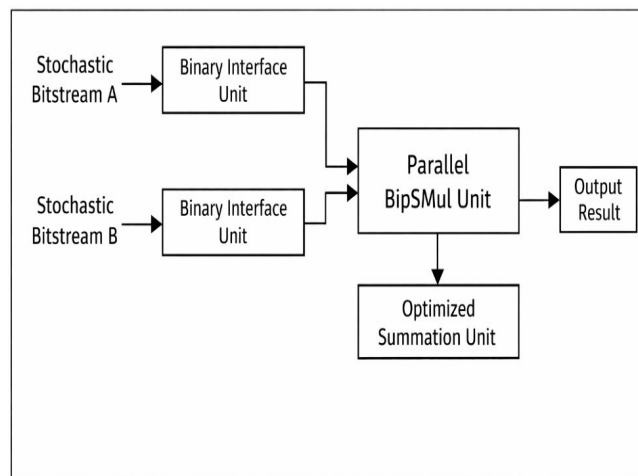 Stochastic
Bitstream A
Binary Interface
Unit
Stochastic
Bitstream B
Binary Interface
Unit
Parallel
BipSMul Unit
Output
Result
Optimized
Summation Unit